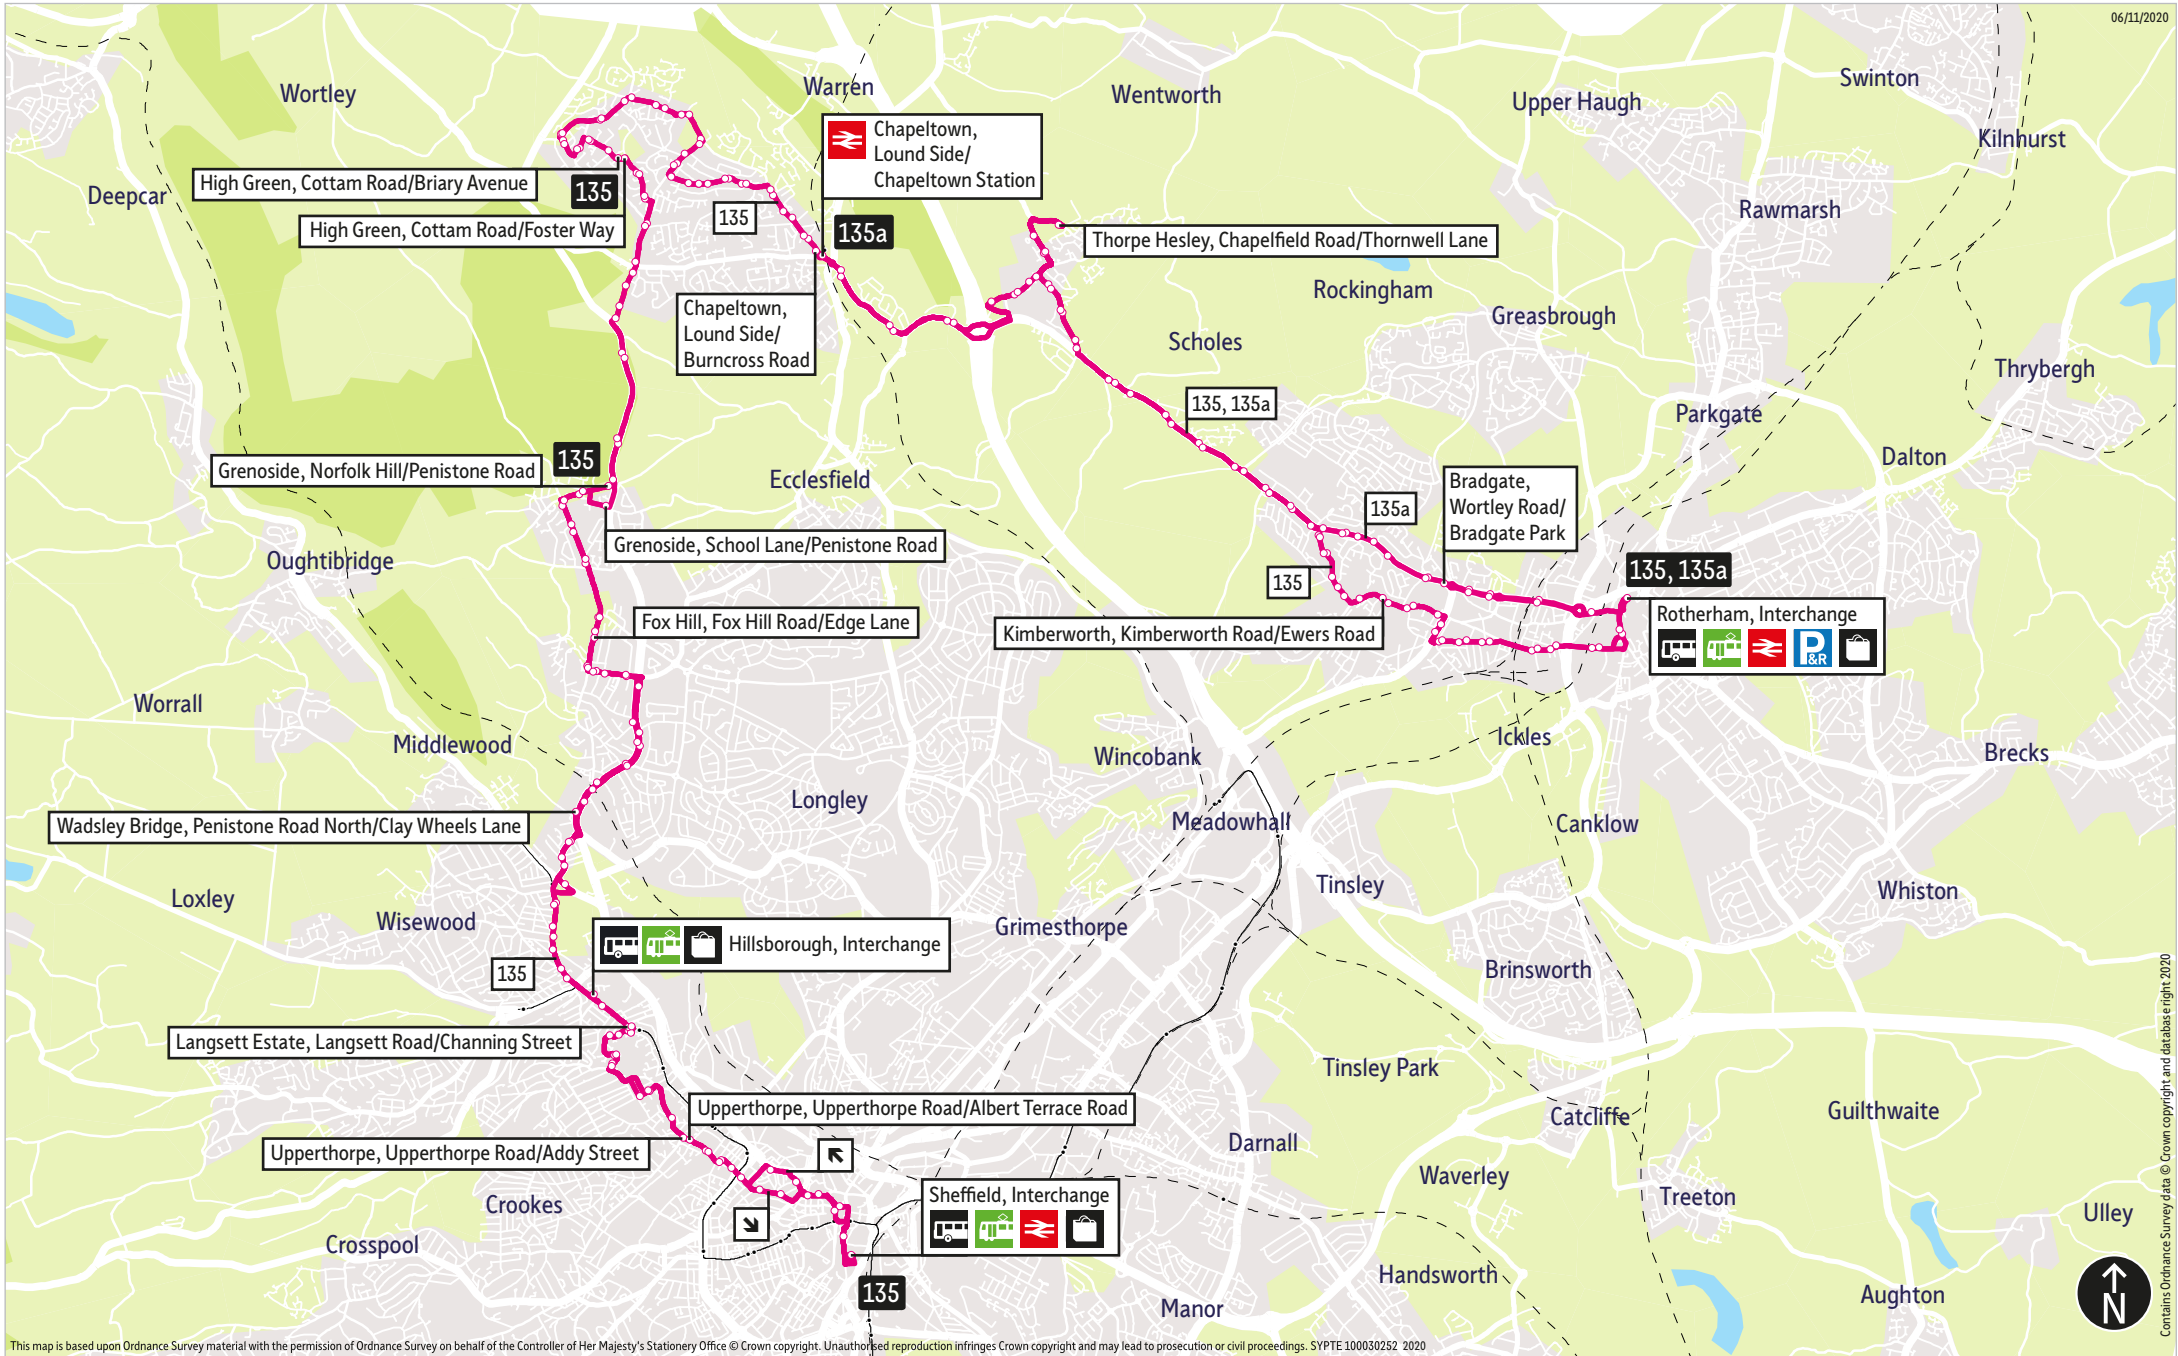 06/11/2020
Wortley
Warren
Wentworth
Upper Haugh
Swinton
Kilnhurst
Deepcar
High Green, Cottam Road/Briary Avenue
135
High Green, Cottam Road/Foster Way
135
Chapeltown,
Lound Side/
Chapeltown Station
135a
Thorpe Hesley, Chapelfield Road/Thornwell Lane
Rawmarsh
Rockingham
Greasbrough
Chapeltown,
Lound Side/
Burncross Road
Scholes
Thrybergh
135, 135a
Parkgate
Dalton
Grenoside, Norfolk Hill/Penistone Road
135
Ecclesfield
Bradgate,
Wortley Road/
Bradgate Park
135a
Grenoside, School Lane/Penistone Road
Oughtibridge
135
135, 135a
Rotherham, Interchange
P&R
Fox Hill, Fox Hill Road/Edge Lane
Kimberworth, Kimberworth Road/Ewers Road
Worrall
Middlewood
Wincobank
Ickles
Brecks
Longley
Meadowhall
Canklow
Wadsley Bridge, Penistone Road North/Clay Wheels Lane
Loxley
Wisewood
Tinsley
Whiston
Grimesthorpe
Hillsborough, Interchange
135
Brinsworth
Langsett Estate, Langsett Road/Channing Street
Tinsley Park
Upperthorpe, Upperthorpe Road/Albert Terrace Road
Catcliffe
Guilthwaite
Upperthorpe, Upperthorpe Road/Addy Street
Darnall
Waverley
Treeton
Crookes
Sheffield, Interchange
Ulley
Crosspool
135
Handsworth
Manor
Aughton
N
Contains Ordnance Survey data © Crown copyright and database right 2020
This map is based upon Ordnance Survey material with the permission of Ordnance Survey on behalf of the Controller of Her Majesty's Stationery Office © Crown copyright. Unauthorised reproduction infringes Crown copyright and may lead to prosecution or civil proceedings. SYPTE 100030252 2020